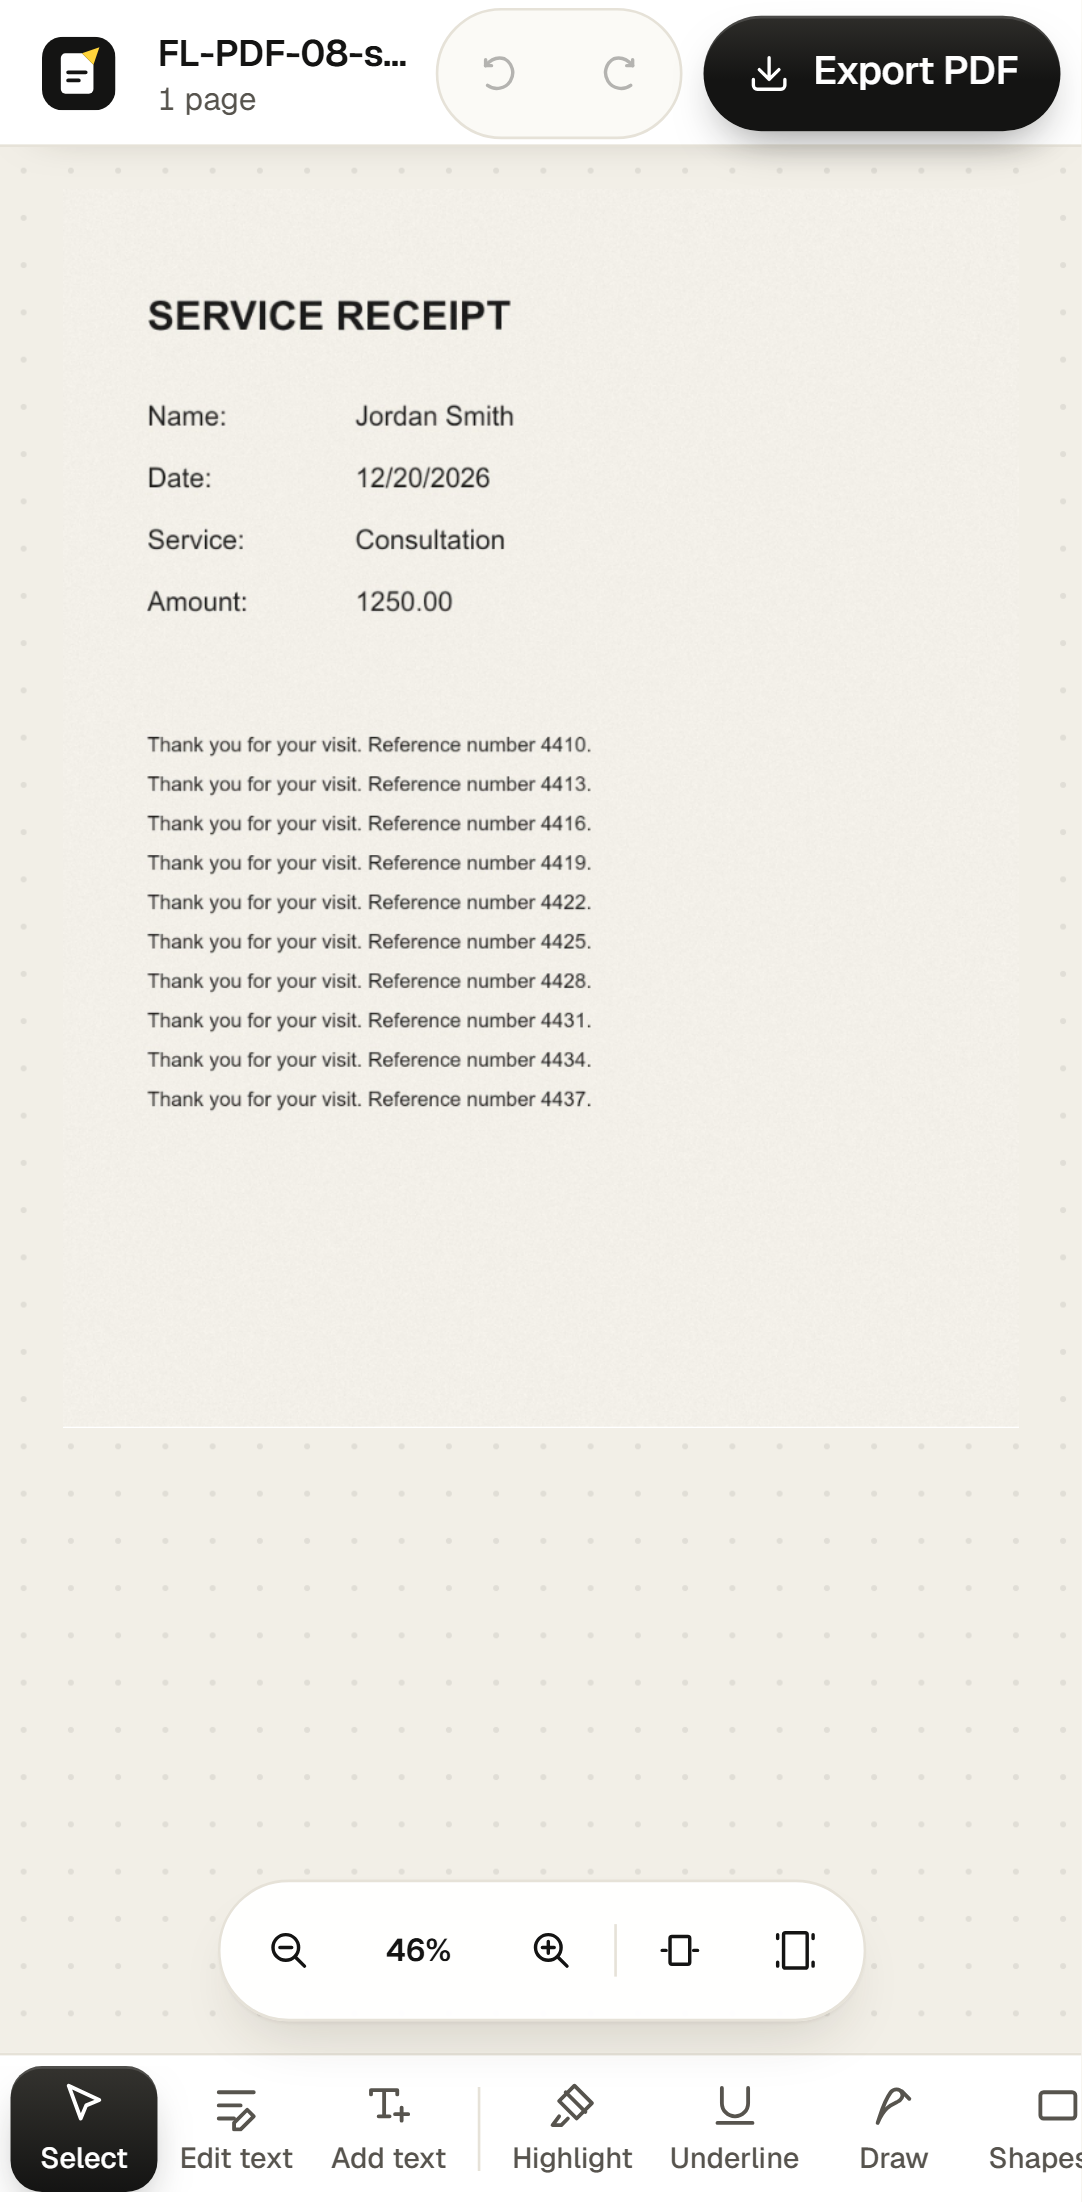 FL-PDF-08-s...
1 page
Export PDF
SERVICE RECEIPT
Name: Jordan Smith
Date: 12/20/2026
Service: Consultation
Amount: 1250.00
Thank you for your visit. Reference number 4410.
Thank you for your visit. Reference number 4413.
Thank you for your visit. Reference number 4416.
Thank you for your visit. Reference number 4419.
Thank you for your visit. Reference number 4422.
Thank you for your visit. Reference number 4425.
Thank you for your visit. Reference number 4428.
Thank you for your visit. Reference number 4431.
Thank you for your visit. Reference number 4434.
Thank you for your visit. Reference number 4437.
46%
Select Edit text Add text Highlight Underline Draw Shapes